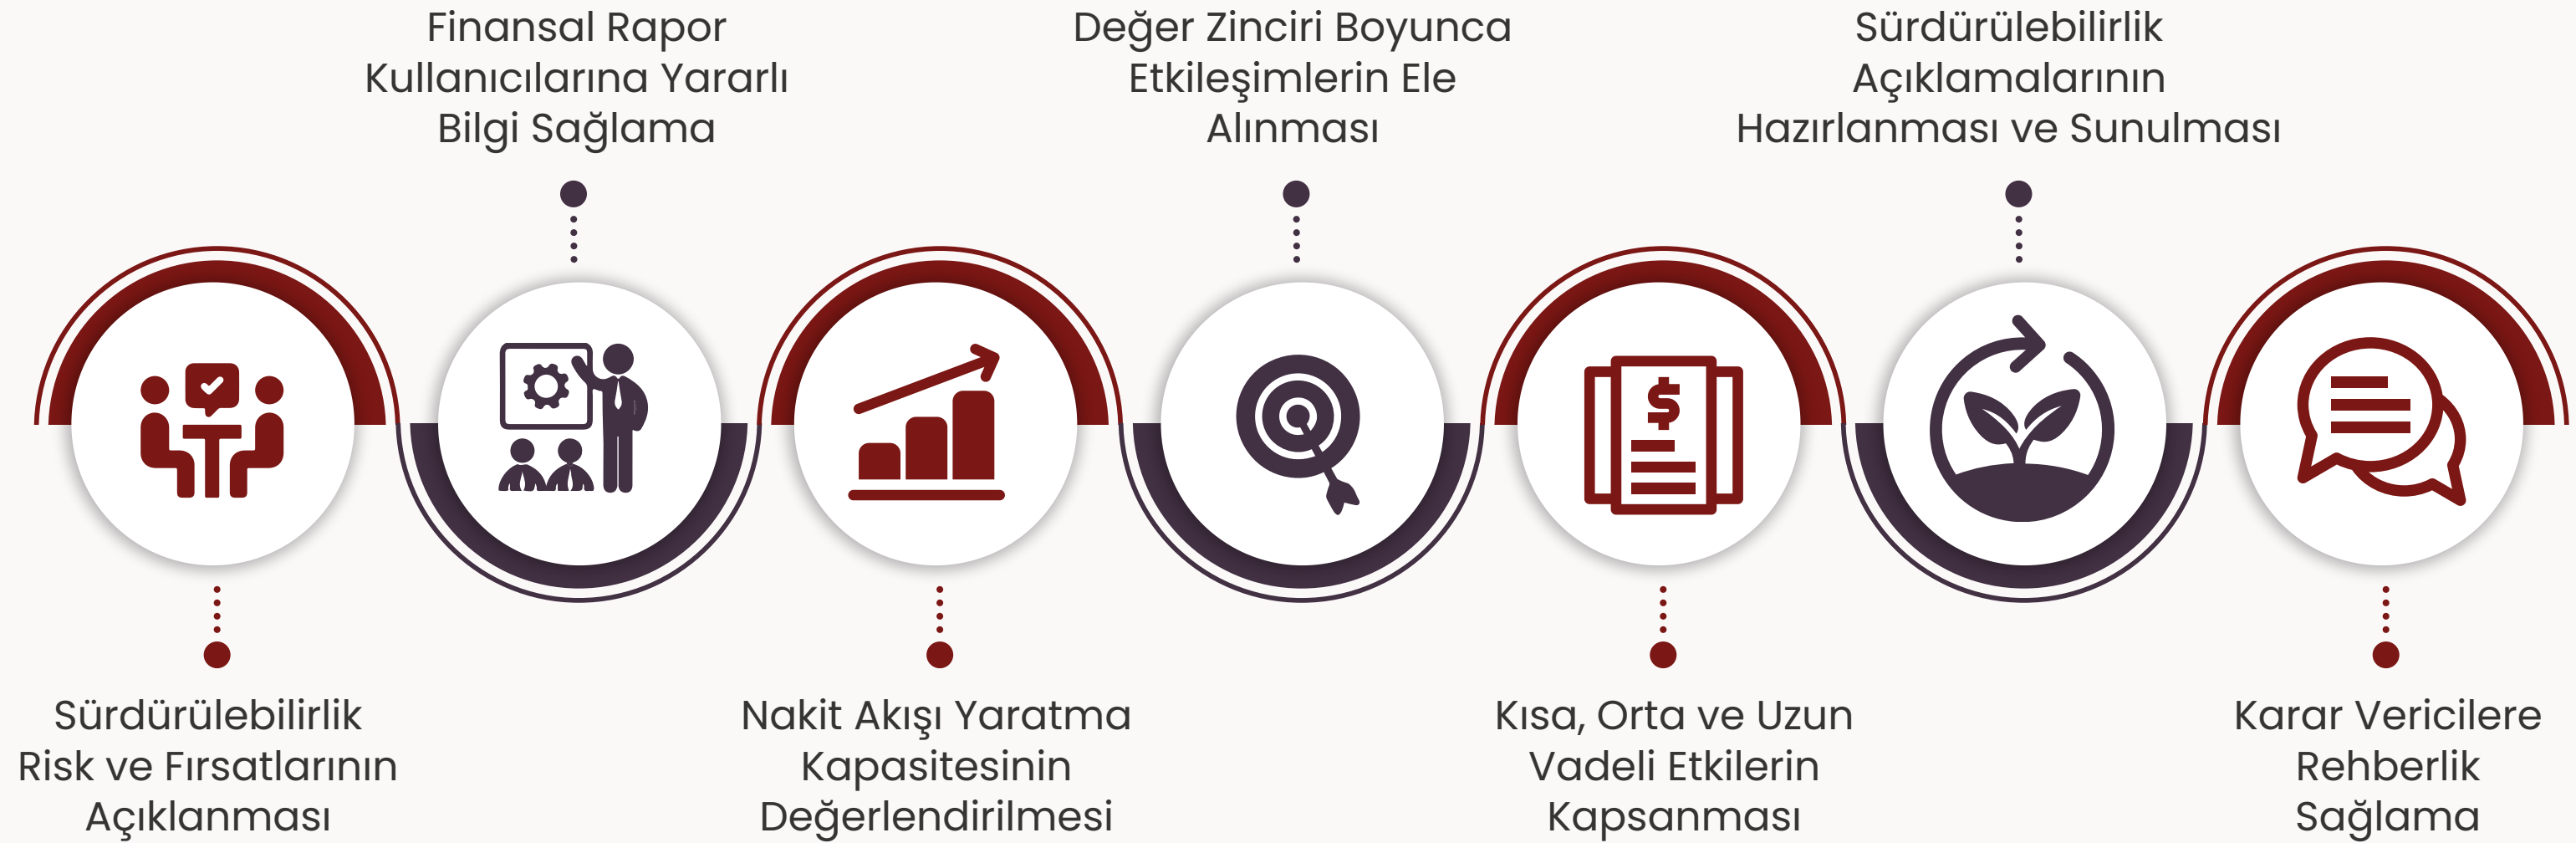 Finansal Rapor
Kullanıcılarına Yararlı
Bilgi Sağlama
Değer Zinciri Boyunca
Etkileşimlerin Ele
Alınması
Sürdürülebilirlik
Açıklamalarının
Hazırlanması ve Sunulması
$
Sürdürülebilirlik
Risk ve Fırsatlarının
Açıklanması
Nakit Akışı Yaratma
Kapasitesinin
Değerlendirilmesi
Kısa, Orta ve Uzun
Vadeli Etkilerin
Kapsanması
Karar Vericilere
Rehberlik
Sağlama